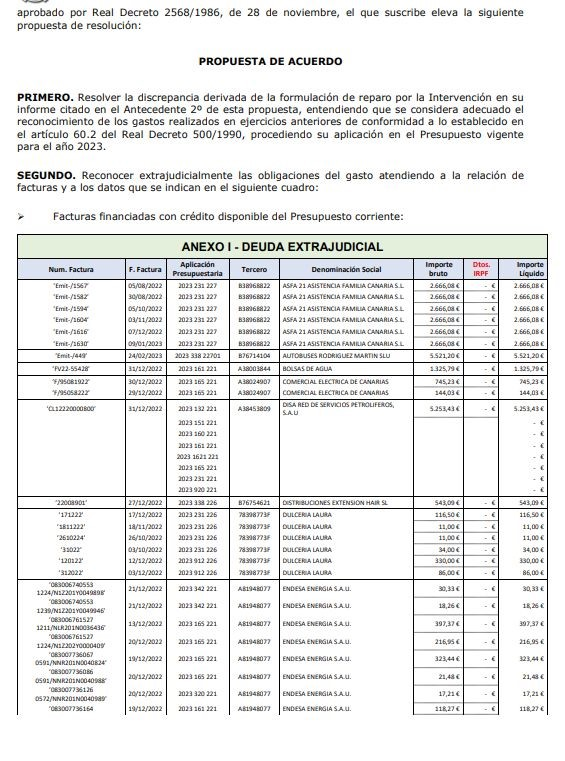 aprobado por Real Decreto 2568/1986, de 28 de noviembre, el que suscribe eleva la siguiente
propuesta de resolución:
PROPUESTA DE ACUERDO
PRIMERO. Resolver la discrepancia derivada de la formulación de reparo por la Intervención en su
informe citado en el Antecedente 2º de esta propuesta, entendiendo que se considera adecuado el
reconocimiento de los gastos realizados en ejercicios anteriores de conformidad a lo establecido en
el artículo 60.2 del Real Decreto 500/1990, procediendo su aplicación en el Presupuesto vigente
para el año 2023.
SEGUNDO. Reconocer extrajudicialmente las obligaciones del gasto atendiendo a la relación de
facturas y a los datos que se indican en el siguiente cuadro:
➢ Facturas financiadas con crédito disponible del Presupuesto corriente:
ANEXO I - DEUDA EXTRAJUDICIAL
Num. Factura F. Factura Aplicación Presupuestaria Tercero Denominación Social Importe bruto Dtos. IRPF Importe Líquido
'Emit-/1567' 05/08/2022 2023 231 227 B38968822 ASFA 21 ASISTENCIA FAMILIA CANARIA S.L. 2.666,08 € - € 2.666,08 €
'Emit-/1582' 30/08/2022 2023 231 227 B38968822 ASFA 21 ASISTENCIA FAMILIA CANARIA S.L. 2.666,08 € - € 2.666,08 €
'Emit-/1594' 05/10/2022 2023 231 227 B38968822 ASFA 21 ASISTENCIA FAMILIA CANARIA S.L. 2.666,08 € - € 2.666,08 €
'Emit-/1604' 03/11/2022 2023 231 227 B38968822 ASFA 21 ASISTENCIA FAMILIA CANARIA S.L. 2.666,08 € - € 2.666,08 €
'Emit-/1616' 07/12/2022 2023 231 227 B38968822 ASFA 21 ASISTENCIA FAMILIA CANARIA S.L. 2.666,08 € - € 2.666,08 €
'Emit-/1630' 09/01/2023 2023 231 227 B38968822 ASFA 21 ASISTENCIA FAMILIA CANARIA S.L. 2.666,08 € - € 2.666,08 €
'Emit-/449' 24/02/2023 2023 338 22701 B76714104 AUTOBUSES RODRIGUEZ MARTIN SLU 5.521,20 € - € 5.521,20 €
'FV22-55428' 31/12/2022 2023 161 221 A38003844 BOLSAS DE AGUA 1.325,79 € - € 1.325,79 €
'F/95081922' 30/12/2022 2023 165 221 A38024907 COMERCIAL ELECTRICA DE CANARIAS 745,23 € - € 745,23 €
'F/95058222' 29/12/2022 2023 165 221 A38024907 COMERCIAL ELECTRICA DE CANARIAS 144,03 € - € 144,03 €
'CL12220000800' 31/12/2022 2023 132 221 A38453809 DISA RED DE SERVICIOS PETROLIFEROS, S.A.U 5.253,43 € - € 5.253,43 €
2023 151 221 - €
2023 160 221 - €
2023 161 221 - €
2023 1621 221 - €
2023 165 221 - €
2023 231 221 - €
2023 920 221 - €
'22008901' 27/12/2022 2023 338 226 B76754621 DISTRIBUCIONES EXTENSION HAIR SL 543,09 € - € 543,09 €
'171222' 17/12/2022 2023 231 226 78398773F DULCERIA LAURA 116,50 € - € 116,50 €
'1811222' 18/11/2022 2023 231 226 78398773F DULCERIA LAURA 11,00 € - € 11,00 €
'2610224' 26/10/2022 2023 231 226 78398773F DULCERIA LAURA 11,00 € - € 11,00 €
'31022' 03/10/2022 2023 231 226 78398773F DULCERIA LAURA 34,00 € - € 34,00 €
'120122' 12/12/2022 2023 912 226 78398773F DULCERIA LAURA 330,00 € - € 330,00 €
'312022' 03/12/2022 2023 912 226 78398773F DULCERIA LAURA 86,00 € - € 86,00 €
'083006740553
1224/N1Z201Y0049898' 21/12/2022 2023 342 221 A81948077 ENDESA ENERGIA S.A.U. 30,33 € - € 30,33 €
'083006740553
1239/N1Z201Y0049946' 21/12/2022 2023 342 221 A81948077 ENDESA ENERGIA S.A.U. 18,26 € - € 18,26 €
'083006761527
1211/NLR201N0036436' 13/12/2022 2023 165 221 A81948077 ENDESA ENERGIA S.A.U. 397,37 € - € 397,37 €
'083006761527
1224/N1Z202Y0000409' 20/12/2022 2023 165 221 A81948077 ENDESA ENERGIA S.A.U. 216,95 € - € 216,95 €
'083007736067
0591/NNR201N0040824' 19/12/2022 2023 165 221 A81948077 ENDESA ENERGIA S.A.U. 323,44 € - € 323,44 €
'083007736086
0591/NNR201N0040988' 20/12/2022 2023 165 221 A81948077 ENDESA ENERGIA S.A.U. 21,48 € - € 21,48 €
'083007736126
0572/NNR201N0040989' 20/12/2022 2023 320 221 A81948077 ENDESA ENERGIA S.A.U. 17,21 € - € 17,21 €
'083007736164 19/12/2022 2023 161 221 A81948077 ENDESA ENERGIA S.A.U. 118,27 € - € 118,27 €